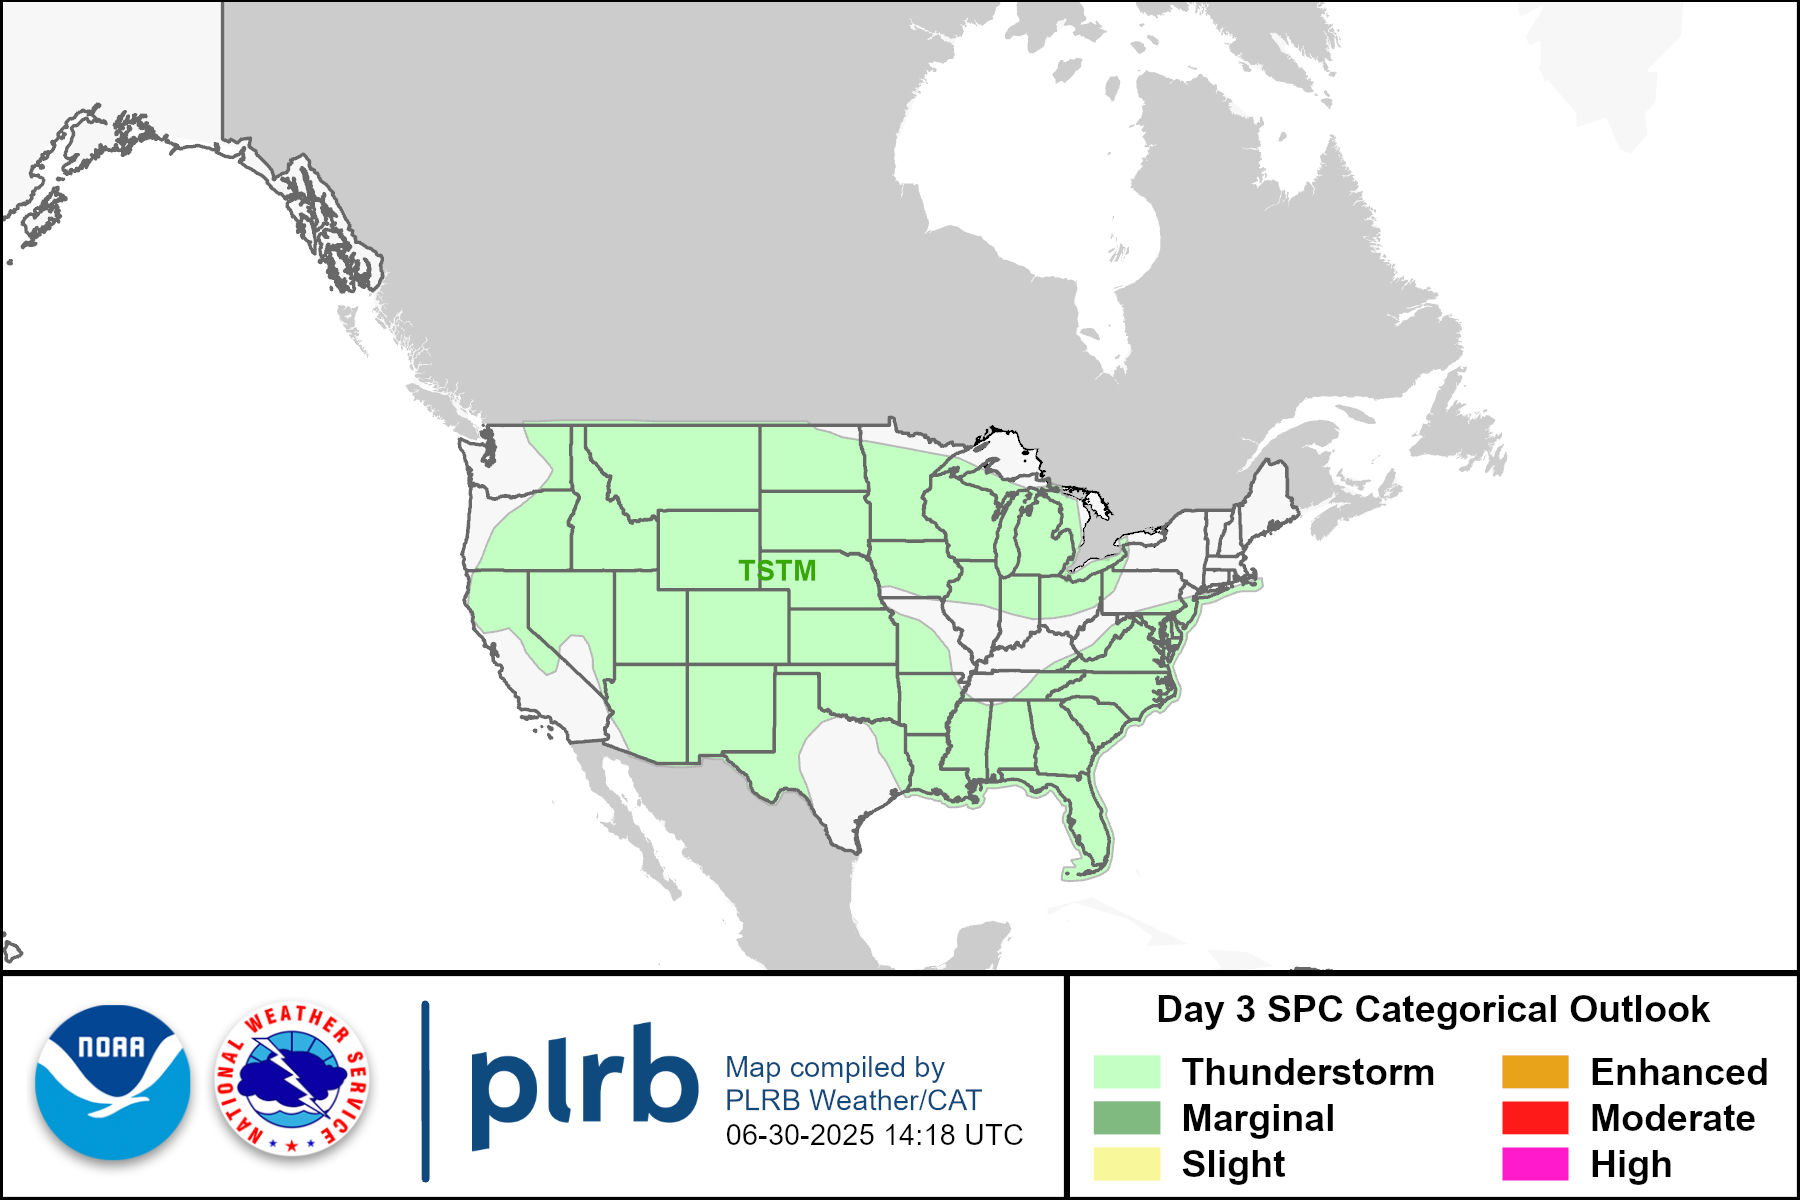 TSTM
NOAA
NATIONAL WEATHER SERVICE
plrb
Map compiled by
PLRB Weather/CAT
06-30-2025 14:18 UTC
Day 3 SPC Categorical Outlook
Thunderstorm
Marginal
Slight
Enhanced
Moderate
High